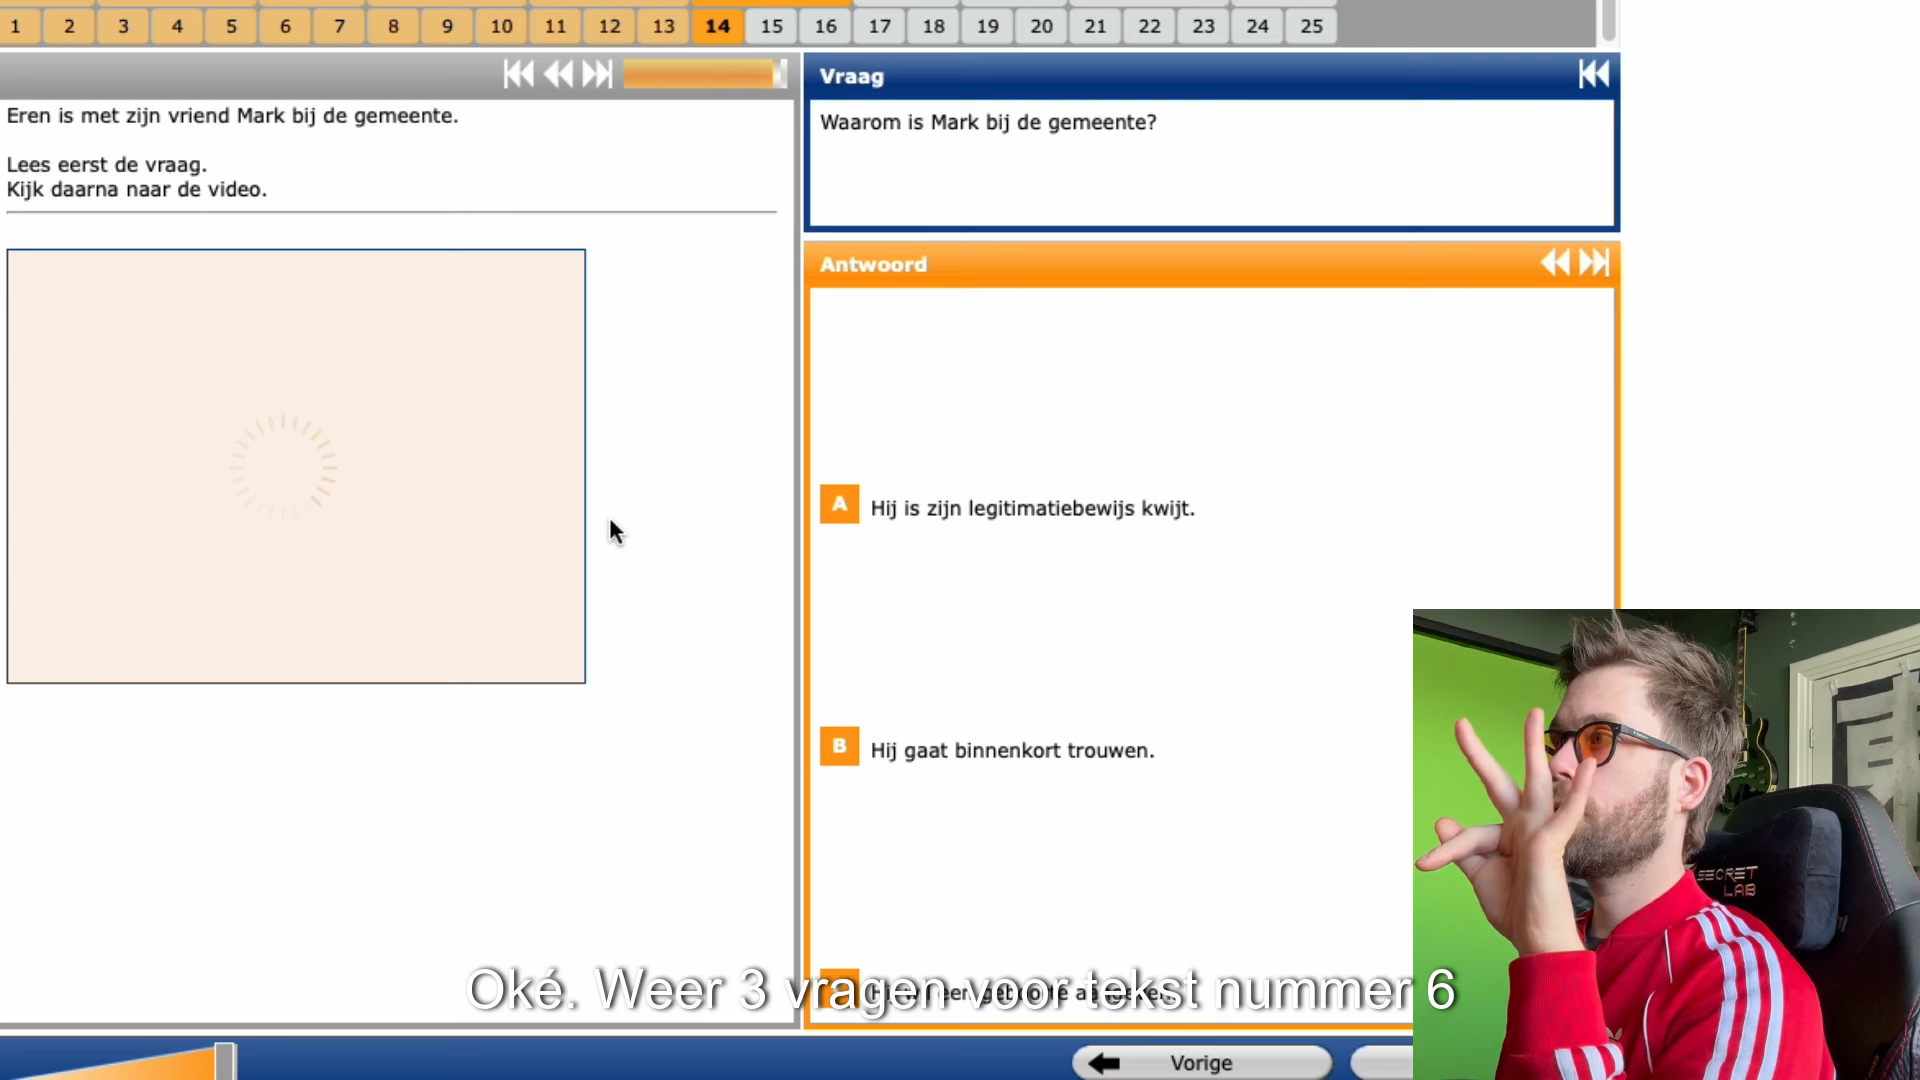 1 2 3 4 5 6 7 8 9 10 11 12 13 14 15 16 17 18 19 20 21 22 23 24 25
Eren is met zijn vriend Mark bij de gemeente.
Lees eerst de vraag.
Kijk daarna naar de video.
Vraag
Waarom is Mark bij de gemeente?
Antwoord
A Hij is zijn legitimatiebewijs kwijt.
B Hij gaat binnenkort trouwen.
SECRET
LAB
Oké. Weer 3 vragen voor tekst nummer 6
Vorige